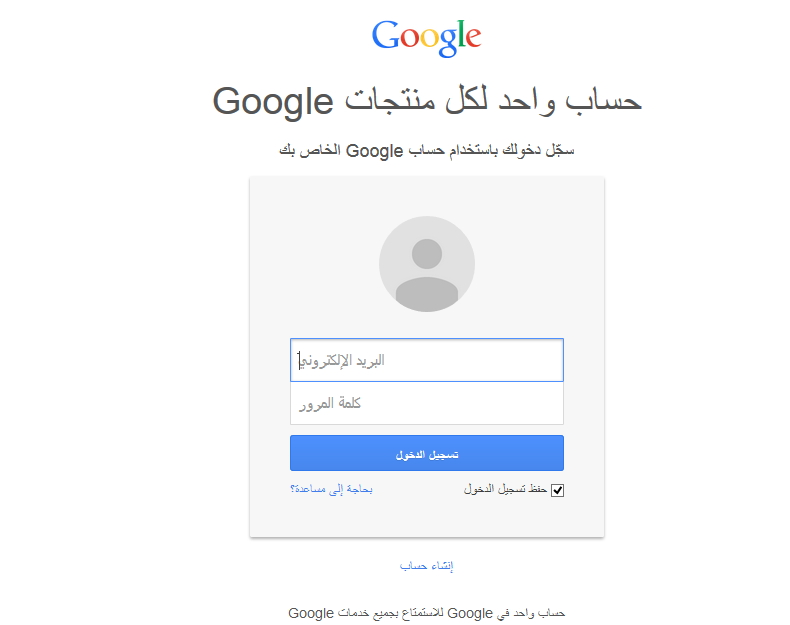 Google
حساب واحد لكل منتجات Google
سجّل دخولك باستخدام حساب Google الخاص بك
البريد الإلكتروني
كلمة المرور
تسجيل الدخول
حفظ تسجيل الدخول بحاجة إلى مساعدة؟
إنشاء حساب
حساب واحد في Google للاستمتاع بجميع خدمات Google